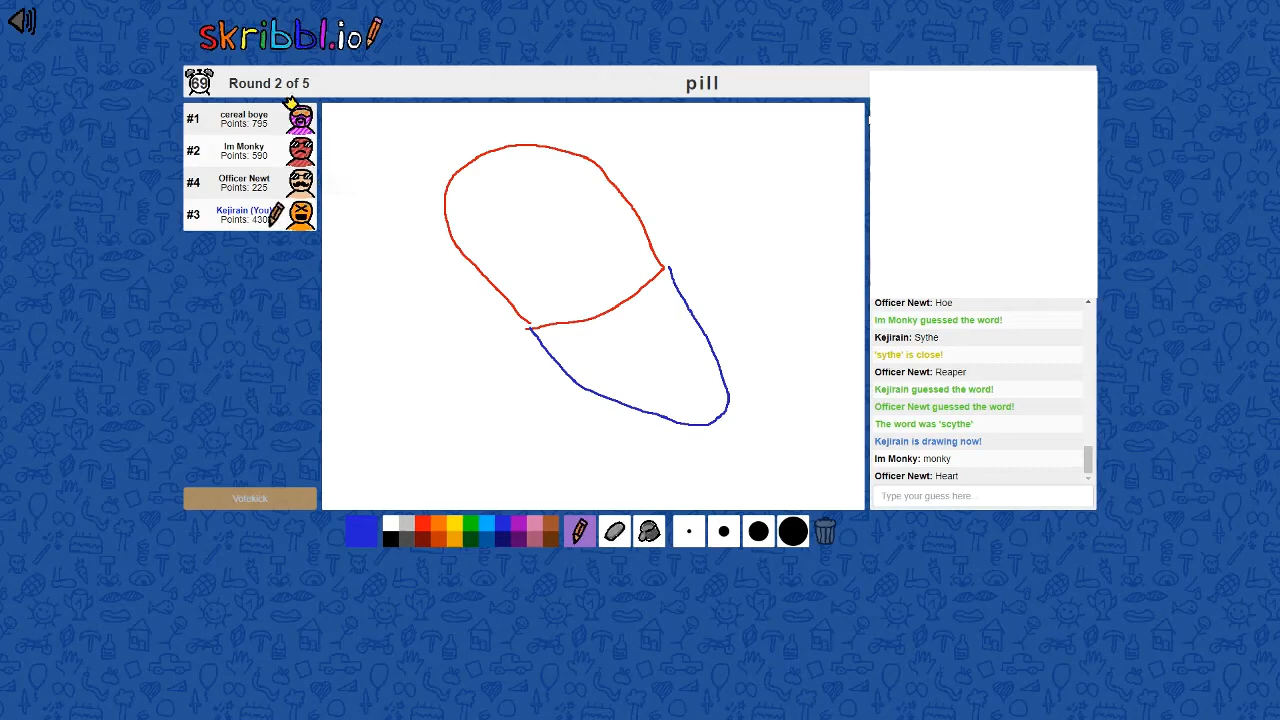 skribbl.io
69
Round 2 of 5
pill
#1
cereal boye
Points: 795
#2
Im Monky
Points: 590
#4
Officer Newt
Points: 225
#3
Kejirain (You)
Points: 430
Votekick
Officer Newt: Hoe
Im Monky guessed the word!
Kejirain: Sythe
'sythe' is close!
Officer Newt: Reaper
Kejirain guessed the word!
Officer Newt guessed the word!
The word was 'scythe'
Kejirain is drawing now!
Im Monky: monky
Officer Newt: Heart
Type your guess here...